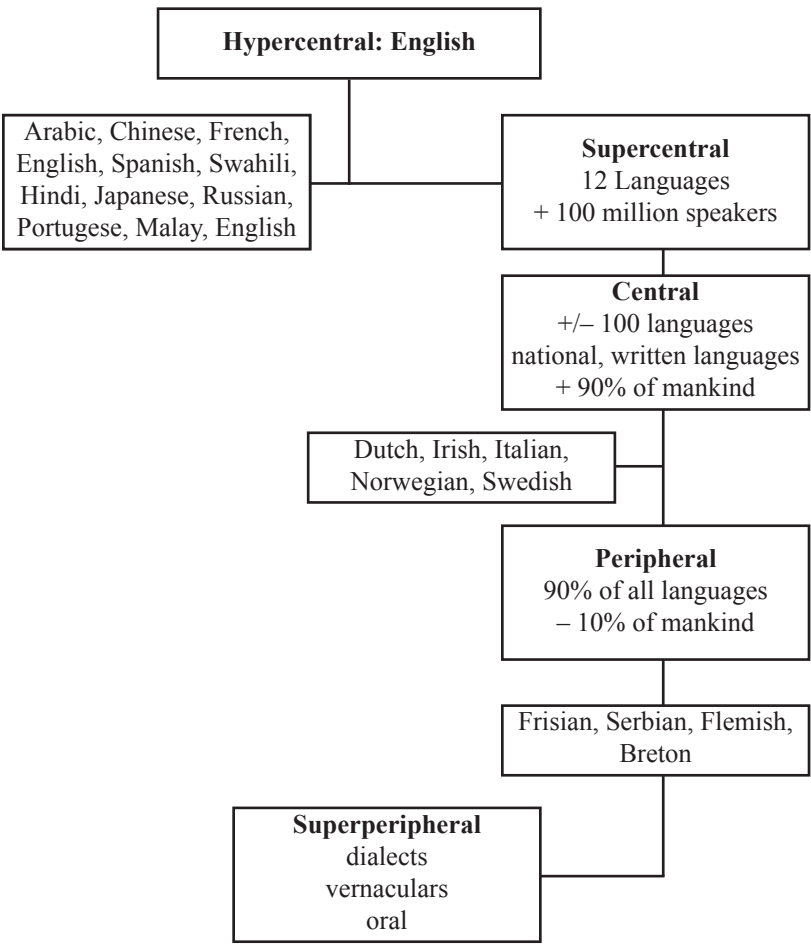 Hypercentral: English
Arabic, Chinese, French,
English, Spanish, Swahili,
Hindi, Japanese, Russian,
Portugese, Malay, English
Supercentral
12 Languages
+ 100 million speakers
Central
+/– 100 languages
national, written languages
+ 90% of mankind
Dutch, Irish, Italian,
Norwegian, Swedish
Peripheral
90% of all languages
– 10% of mankind
Frisian, Serbian, Flemish,
Breton
Superperipheral
dialects
vernaculars
oral